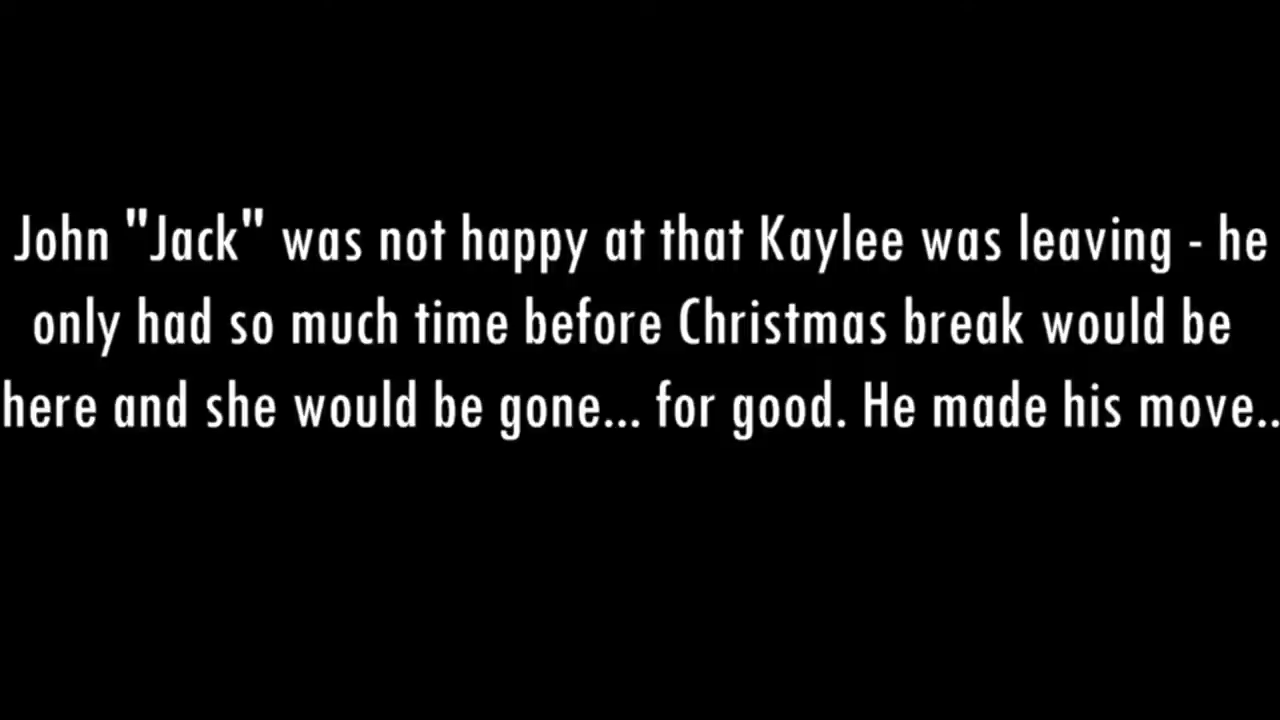 John "Jack" was not happy at that Kaylee was leaving - he
only had so much time before Christmas break would be
here and she would be gone... for good. He made his move..